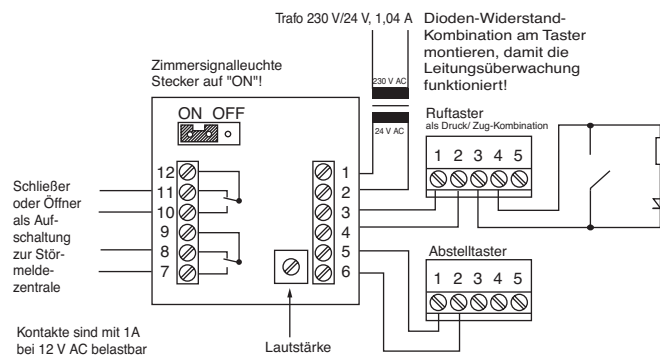 Trafo 230 V/24 V, 1,04 A
Dioden-Widerstand-
Kombination am Taster
montieren, damit die
Leitungsüberwachung
funktioniert!
Zimmersignalleuchte
Stecker auf "ON"!
230 V AC
24 V AC
ON OFF
Ruftaster
als Druck/ Zug-Kombination
1 2 3 4 5
12
11
10
9
8
7
1
2
3
4
5
6
Schließer
oder Öffner
als Auf-
schaltung
zur Stör-
melde-
zentrale
Abstelltaster
1 2 3 4 5
Kontakte sind mit 1A
bei 12 V AC belastbar
Lautstärke